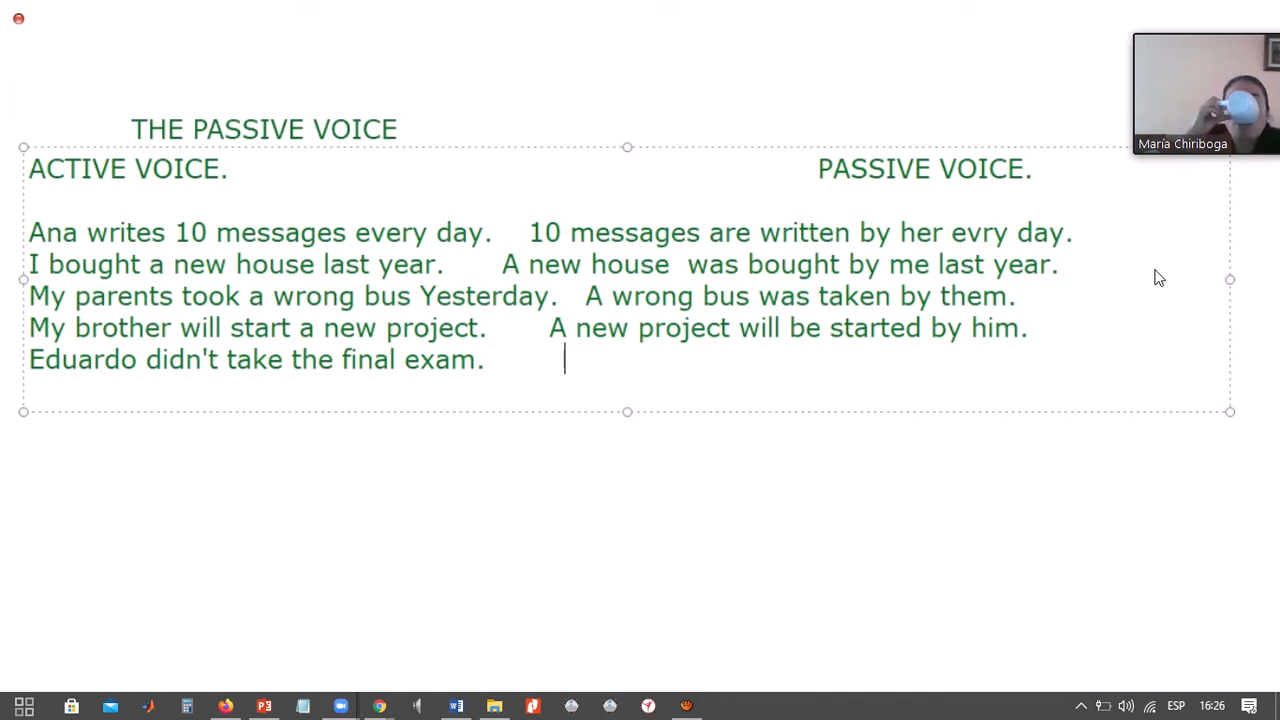 María Chiriboga
THE PASSIVE VOICE
ACTIVE VOICE. PASSIVE VOICE.
Ana writes 10 messages every day. 10 messages are written by her evry day.
I bought a new house last year. A new house was bought by me last year.
My parents took a wrong bus Yesterday. A wrong bus was taken by them.
My brother will start a new project. A new project will be started by him.
Eduardo didn't take the final exam.
ESP 16:26